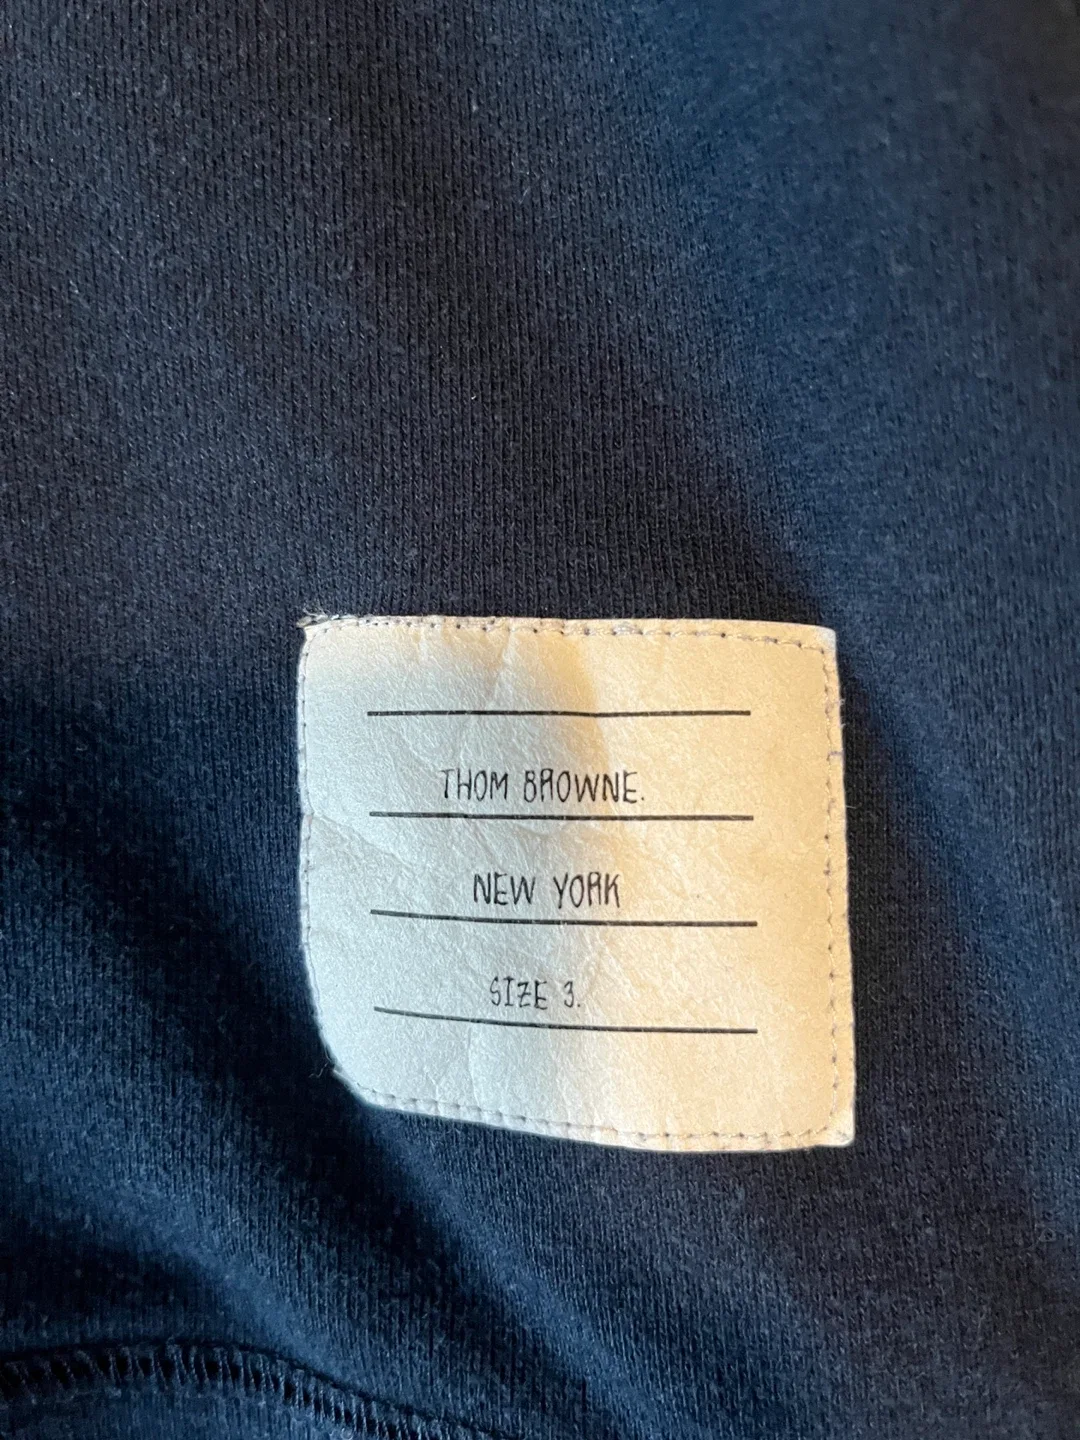 THOM BROWNE.
NEW YORK
SIZE 3.